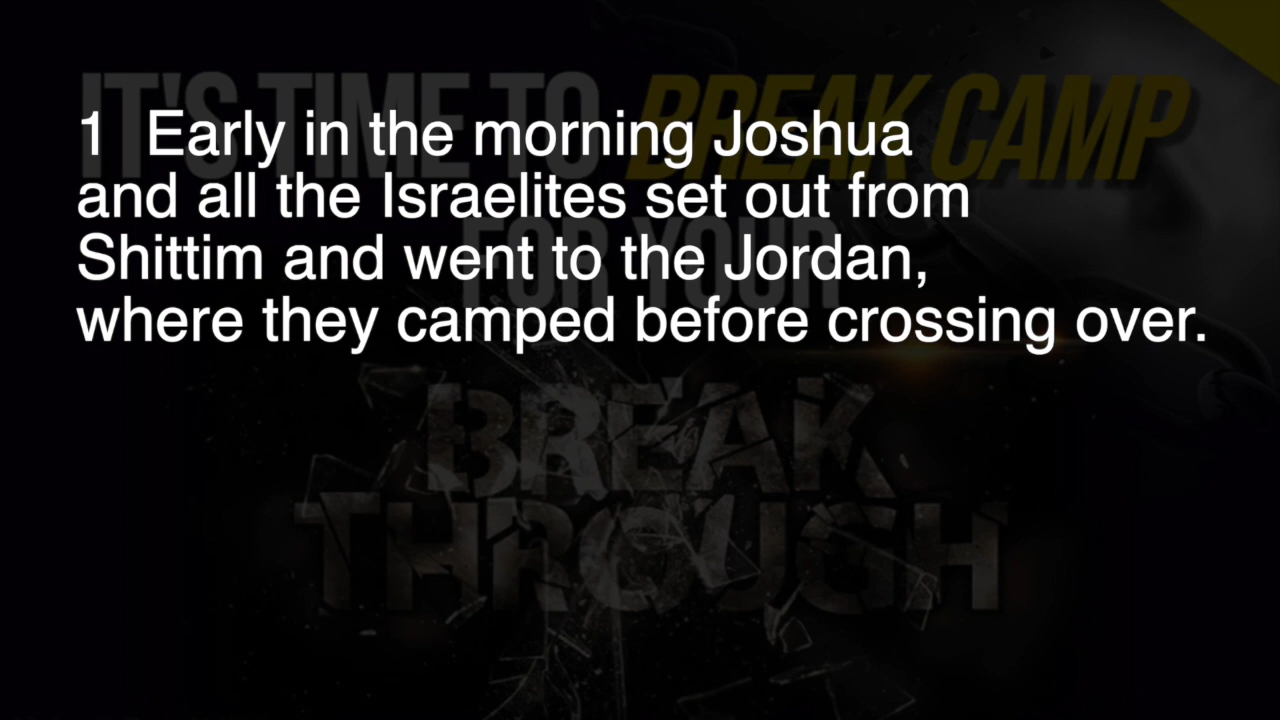 IT'S TIME TO BREAK CAMP
1 Early in the morning Joshua
and all the Israelites set out from
FOR YOUR
Shittim and went to the Jordan,
where they camped before crossing over.
BREAK
THROUGH